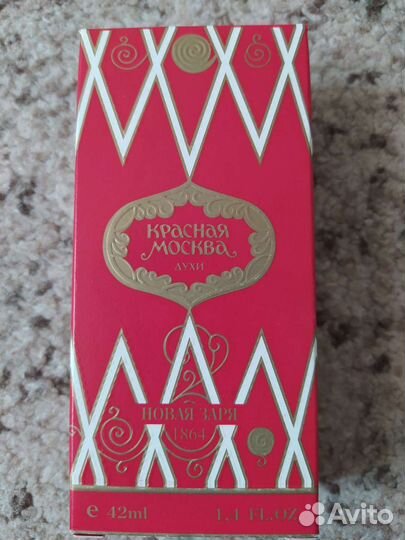 КРАСНАЯ
МОСКВА
ДУХИ
НОВАЯ ЗАРЯ
1864
e 42ml 1.4 FL.OZ
Avito